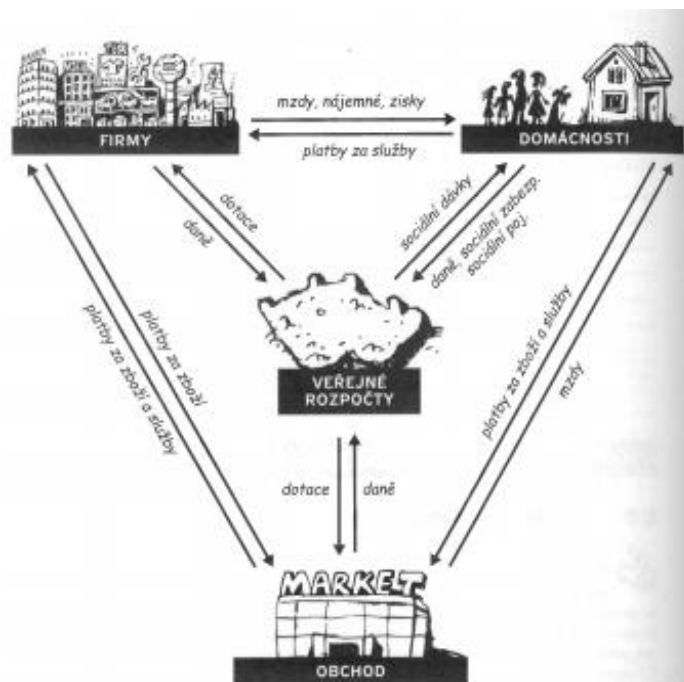 mzdy, nájemné, zisky
FIRMY
DOMÁCNOSTI
platby za služby
dotace
daně
sociální dávky
daně, sociální zabezp.
sociální poj.
platby za zboží
platby za zboží a služby
VEŘEJNÉ
ROZPOČTY
platby za zboží a služby
mzdy
dotace
daně
MARKET
OBCHOD